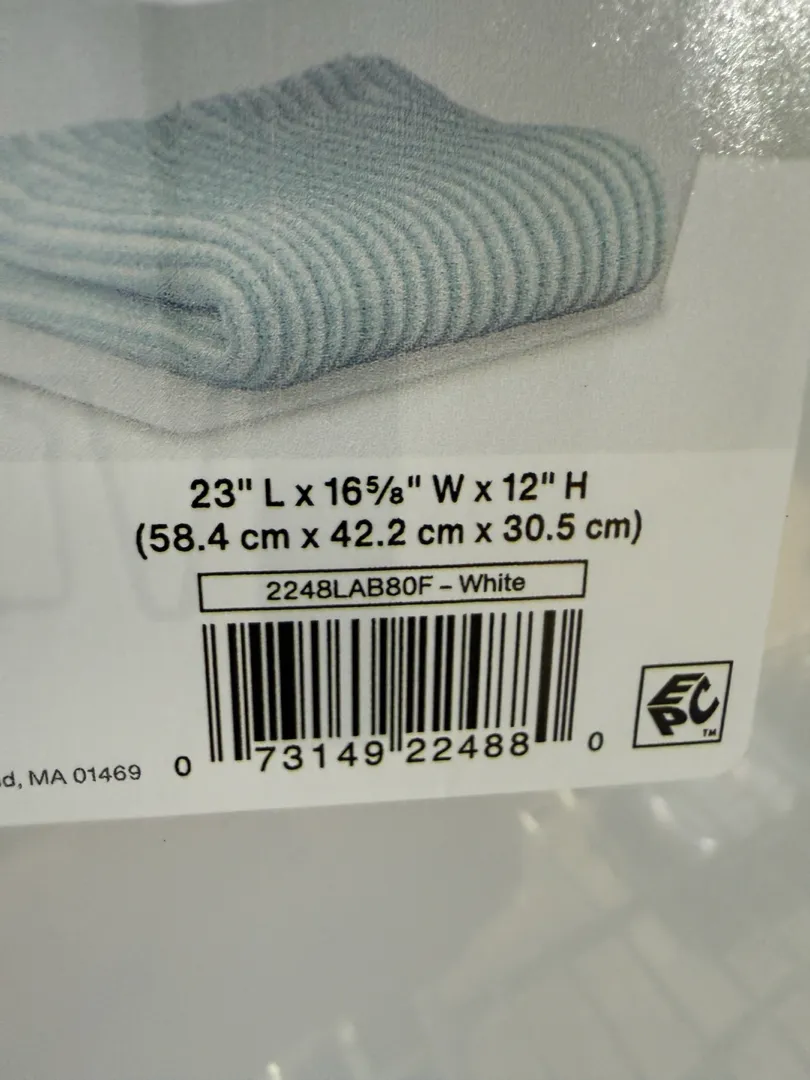 23" L x 16⅝" W x 12" H
(58.4 cm x 42.2 cm x 30.5 cm)
2248LAB80F – White
0 73149 22488 0
EPC™
d, MA 01469